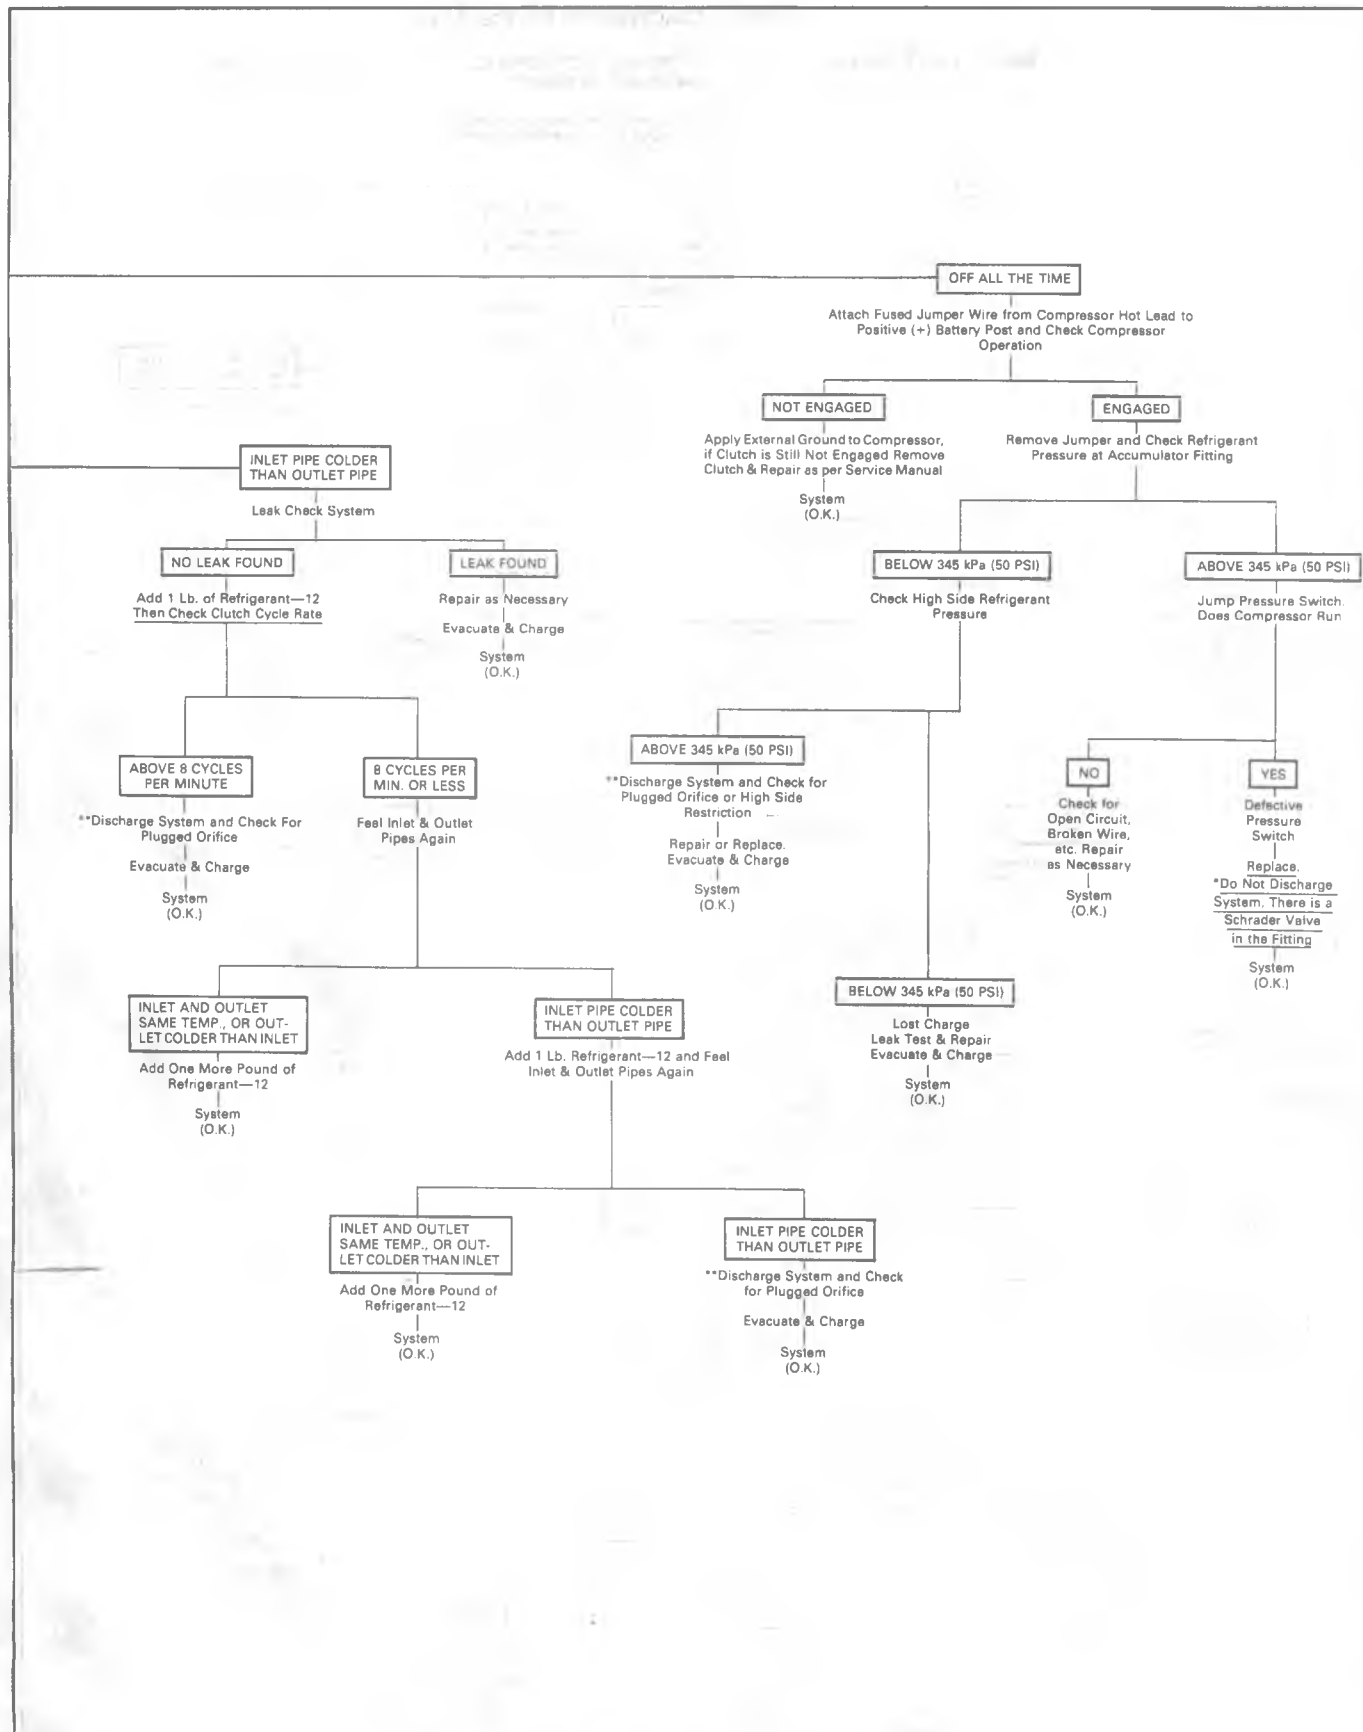 OFF ALL THE TIME
Attach Fused Jumper Wire from Compressor Hot Lead to
Positive (+) Battery Post and Check Compressor
Operation
NOT ENGAGED
Apply External Ground to Compressor,
if Clutch is Still Not Engaged Remove
Clutch & Repair as per Service Manual
System
(O.K.)
ENGAGED
Remove Jumper and Check Refrigerant
Pressure at Accumulator Fitting
BELOW 345 kPa (50 PSI)
Check High Side Refrigerant
Pressure
ABOVE 345 kPa (50 PSI)
Jump Pressure Switch.
Does Compressor Run
ABOVE 345 kPa (50 PSI)
**Discharge System and Check for
Plugged Orifice or High Side
Restriction
Repair or Replace.
Evacuate & Charge
System
(O.K.)
BELOW 345 kPa (50 PSI)
Lost Charge
Leak Test & Repair
Evacuate & Charge
System
(O.K.)
NO
Check for
Open Circuit,
Broken Wire,
etc. Repair
as Necessary
System
(O.K.)
YES
Defective
Pressure
Switch
Replace.
*Do Not Discharge
System. There is a
Schrader Valve
in the Fitting
System
(O.K.)
INLET PIPE COLDER
THAN OUTLET PIPE
Leak Check System
NO LEAK FOUND
Add 1 Lb. of Refrigerant—12
Then Check Clutch Cycle Rate
LEAK FOUND
Repair as Necessary
Evacuate & Charge
System
(O.K.)
ABOVE 8 CYCLES
PER MINUTE
**Discharge System and Check For
Plugged Orifice
Evacuate & Charge
System
(O.K.)
8 CYCLES PER
MIN. OR LESS
Feel Inlet & Outlet
Pipes Again
INLET AND OUTLET
SAME TEMP., OR OUT-
LET COLDER THAN INLET
Add One More Pound of
Refrigerant—12
System
(O.K.)
INLET PIPE COLDER
THAN OUTLET PIPE
Add 1 Lb. Refrigerant—12 and Feel
Inlet & Outlet Pipes Again
INLET AND OUTLET
SAME TEMP., OR OUT-
LET COLDER THAN INLET
Add One More Pound of
Refrigerant—12
System
(O.K.)
INLET PIPE COLDER
THAN OUTLET PIPE
**Discharge System and Check
for Plugged Orifice
Evacuate & Charge
System
(O.K.)